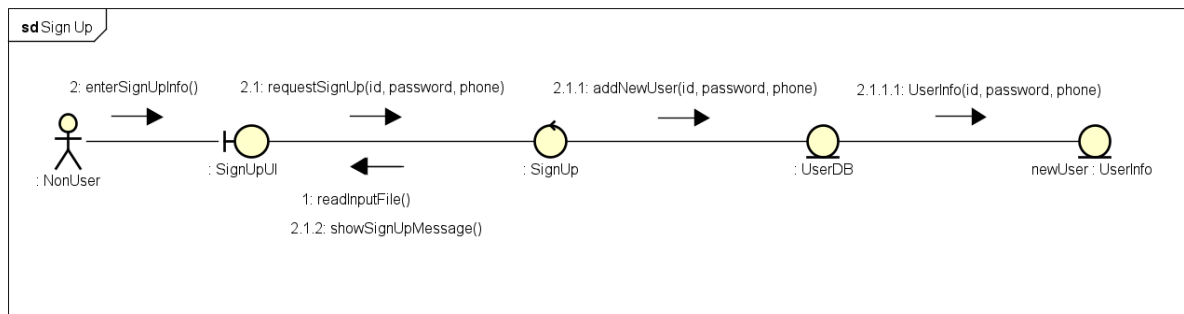 sd Sign Up
2: enterSignUpInfo()
2.1: requestSignUp(id, password, phone)
2.1.1: addNewUser(id, password, phone)
2.1.1.1: UserInfo(id, password, phone)
: NonUser
: SignUpUI
: SignUp
: UserDB
newUser : UserInfo
1: readInputFile()
2.1.2: showSignUpMessage()